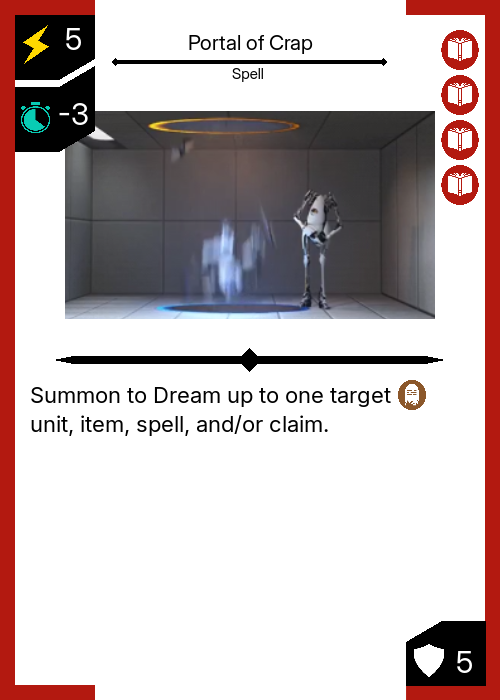 5
Portal of Crap
Spell
-3
Summon to Dream up to one target
unit, item, spell, and/or claim.
5